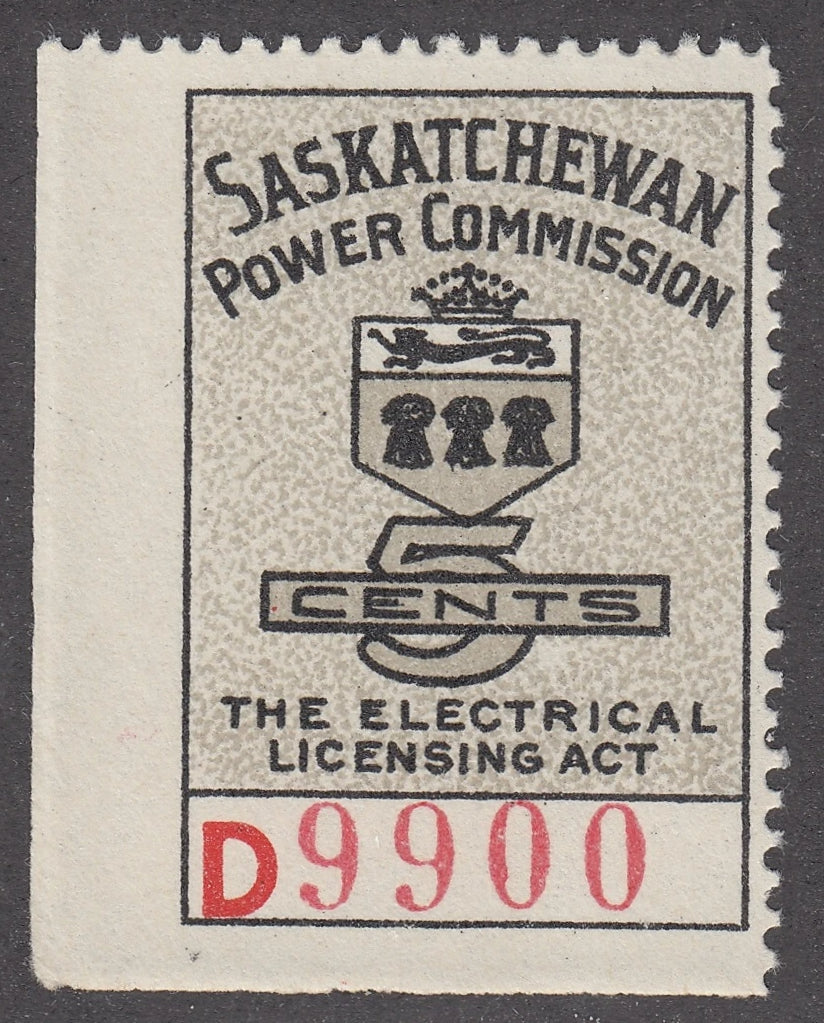 SASKATCHEWAN
POWER COMMISSION
5
CENTS
THE ELECTRICAL
LICENSING ACT
D9900